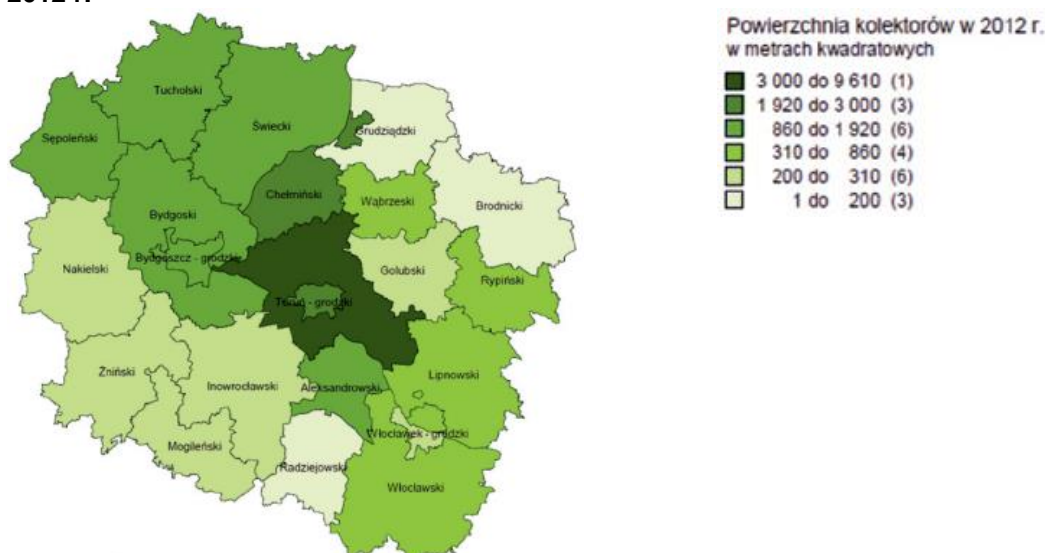 2012 r.
Powierzchnia kolektorów w 2012 r.
w metrach kwadratowych
3 000 do 9 610 (1)
1 920 do 3 000 (3)
860 do 1 920 (6)
310 do 860 (4)
200 do 310 (6)
1 do 200 (3)
Tucholski
Świecki
Sępoleński
Grudziądzki
Chełmiński
Wąbrzeski
Brodnicki
Bydgoski
Bydgoszcz - grodzki
Nakielski
Golubski
Rypiński
Toruń - grodzki
Żniński
Inowrocławski
Aleksandrowski
Lipnowski
Włocławek - grodzki
Mogileński
Radziejowski
Włocławski